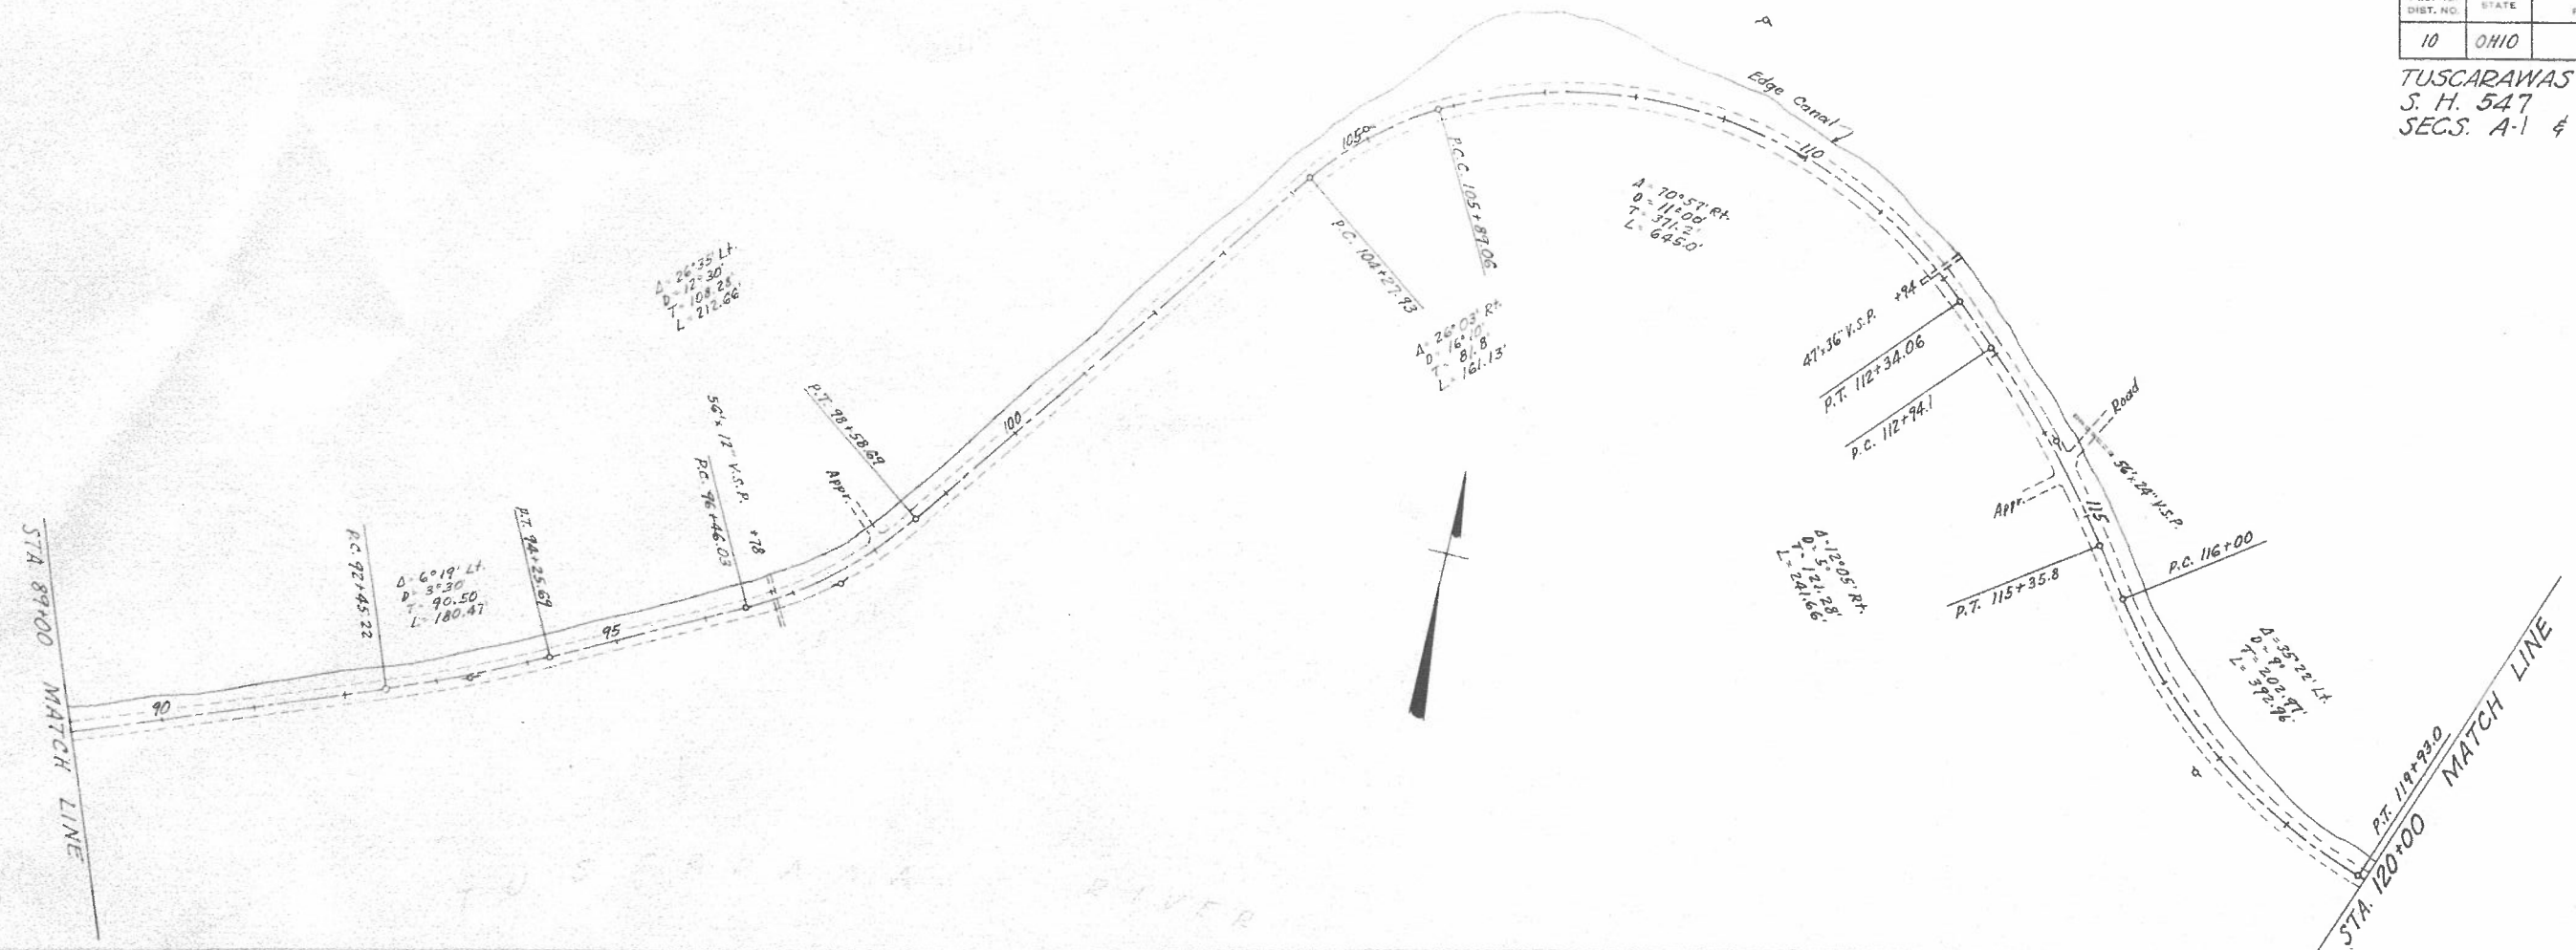 DIST. NO.
STATE
10
OHIO
TUSCARAWAS
S. H. 547
SECS. A-1 &
Edge Canal
105
110
P.C.C. 105+89.06
P.C. 104+27.93
Δ = 70°57' Rt.
D = 11°00'
T = 371.2'
L = 645.0'
Δ = 26°03' Rt.
D = 16°10'
T = 81.8'
L = 161.13'
Δ = 26°35' Lt.
D = 12°30'
T = 108.28'
L = 212.66'
100
P.T. 98+58.69
Appr.
56' x 12" V.S.P.
+78
P.C. 96+46.03
P.T. 94+25.69
Δ = 6°19' Lt.
D = 3°30'
T = 90.50
L = 180.47'
P.C. 92+45.22
95
90
STA 89+00 MATCH LINE
+94
47' x 36" V.S.P.
P.T. 112+34.06
P.C. 112+94.1
Road
56' x 24" V.S.P.
Appr.
115
P.C. 116+00
P.T. 115+35.8
Δ = 12°05' Rt.
D = 5°
T = 121.28'
L = 241.66'
Δ = 35°22' Lt.
D = 9°
T = 202.97'
L = 392.96'
P.T. 119+93.0
STA. 120+00 MATCH LINE
RIVER